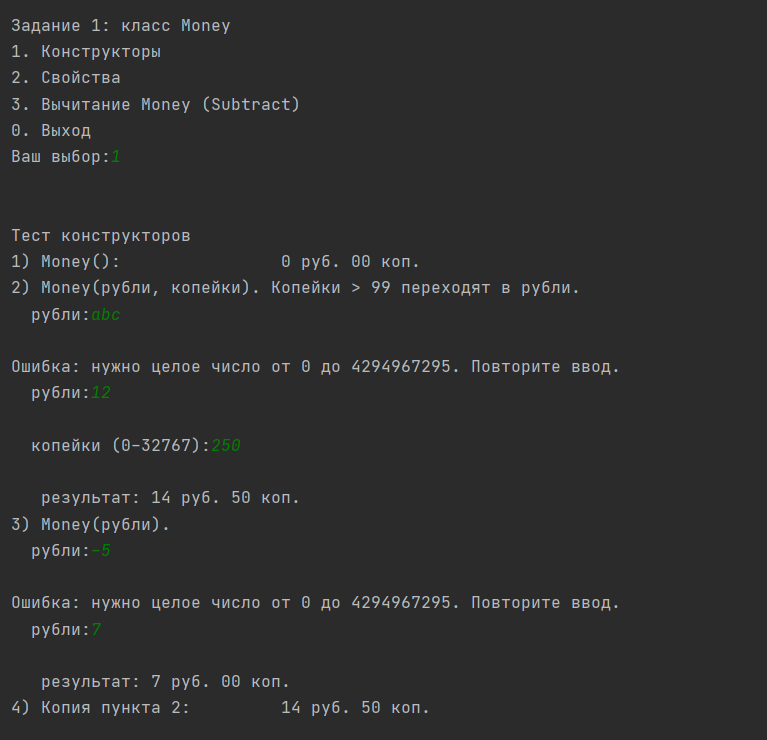 Задание 1: класс Money
1. Конструкторы
2. Свойства
3. Вычитание Money (Subtract)
0. Выход
Ваш выбор:1
Тест конструкторов
1) Money():                0 руб. 00 коп.
2) Money(рубли, копейки). Копейки > 99 переходят в рубли.
  рубли:abc
Ошибка: нужно целое число от 0 до 4294967295. Повторите ввод.
  рубли:12
  копейки (0–32767):250
   результат: 14 руб. 50 коп.
3) Money(рубли).
  рубли:-5
Ошибка: нужно целое число от 0 до 4294967295. Повторите ввод.
  рубли:7
   результат: 7 руб. 00 коп.
4) Копия пункта 2:         14 руб. 50 коп.